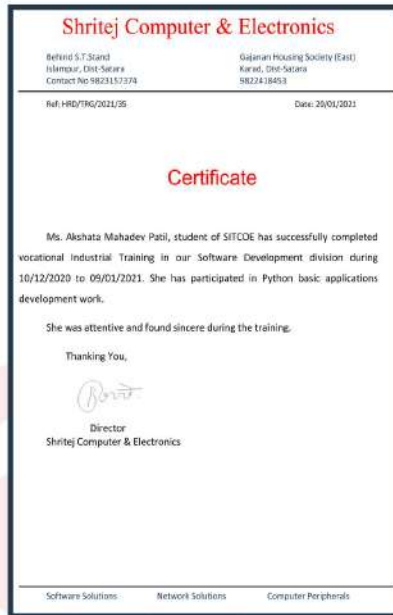 Shritej Computer & Electronics
Behind S.T.Stand
Islampur, Dist-Satara
Contact No 9823157374
Gajanan Housing Society (East)
Karad, Dist-Satara
9822418453
Ref: HRD/TRG/2021/35 Date: 20/01/2021
Certificate
Ms. Akshata Mahadev Patil, student of SITCOE has successfully completed
vocational Industrial Training in our Software Development division during
10/12/2020 to 09/01/2021. She has participated in Python basic applications
development work.
She was attentive and found sincere during the training.
Thanking You,
Director
Shritej Computer & Electronics
Software Solutions Network Solutions Computer Peripherals